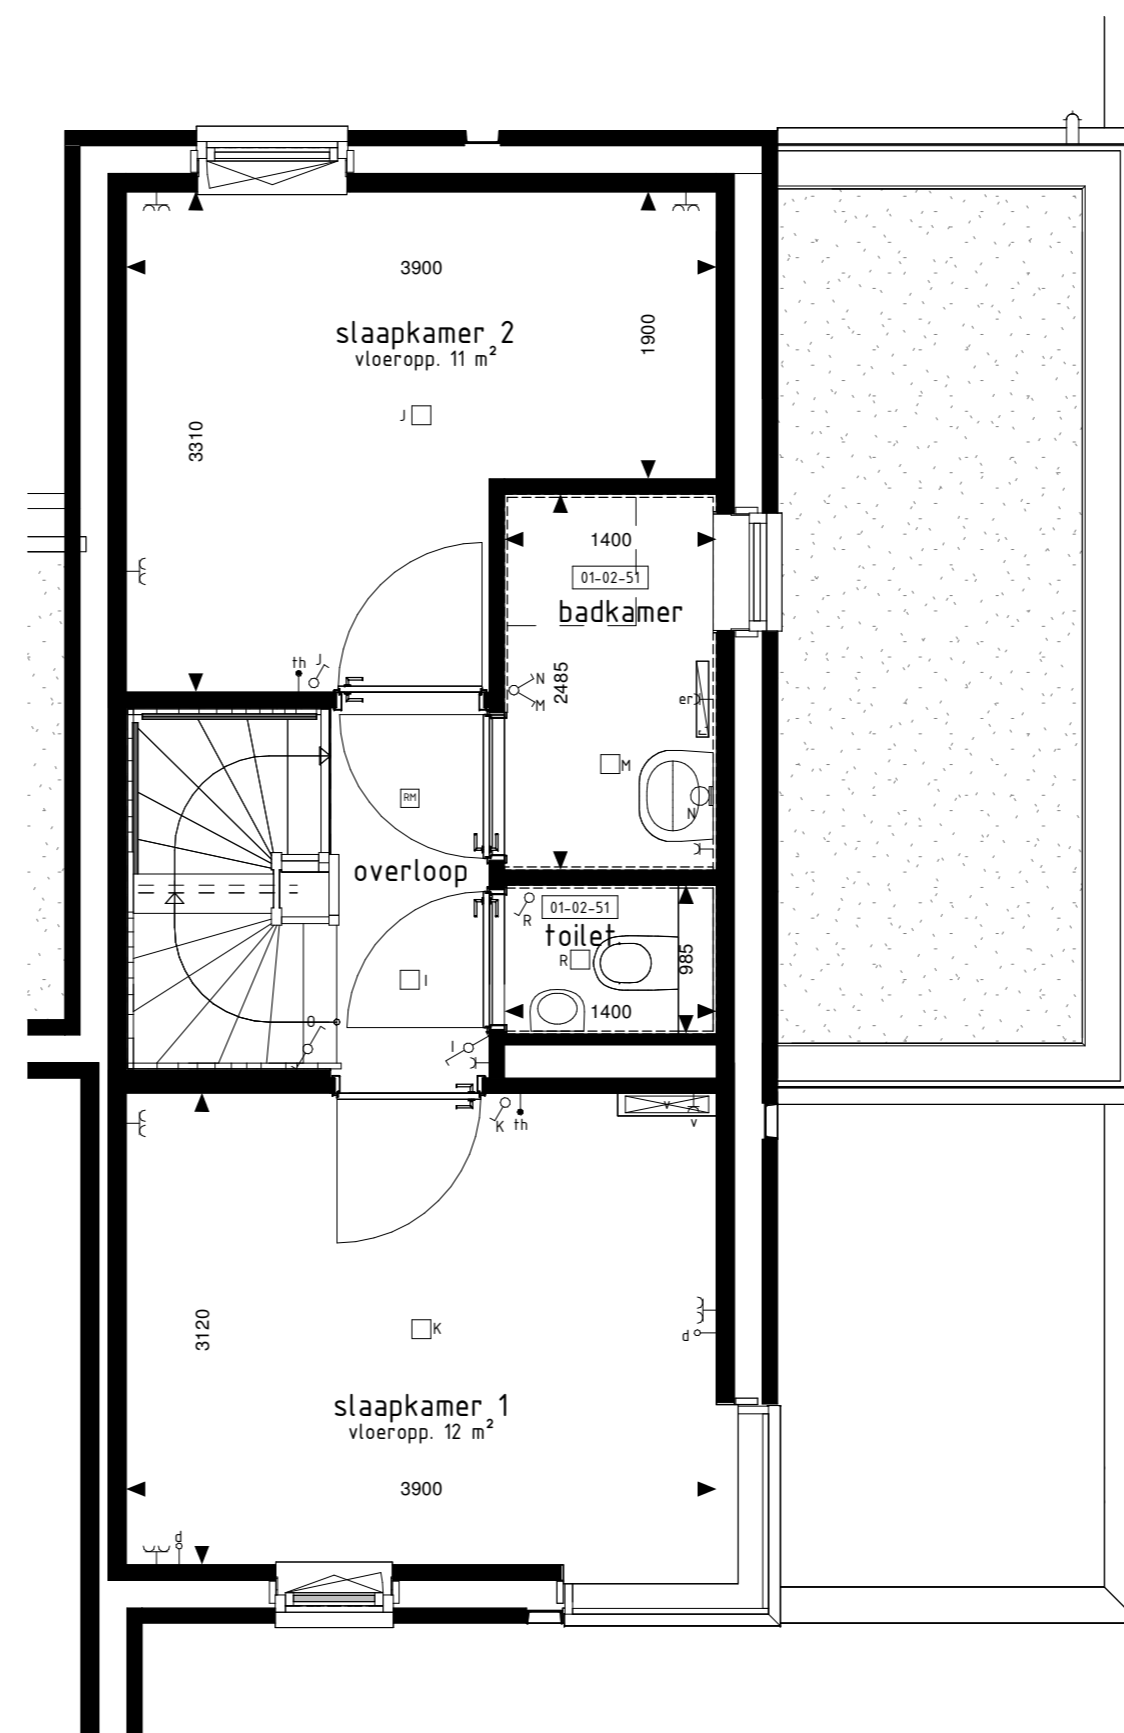 3900
slaapkamer 2
vloeropp. 11 m²
1900
J
3310
1400
01-02-51
badkamer
th
J
N
M
2485
er
M
N
RM
overloop
R
01-02-51
toilet
R
985
I
1400
0
I
K
th
v
v
3120
K
d
slaapkamer 1
vloeropp. 12 m²
3900
d